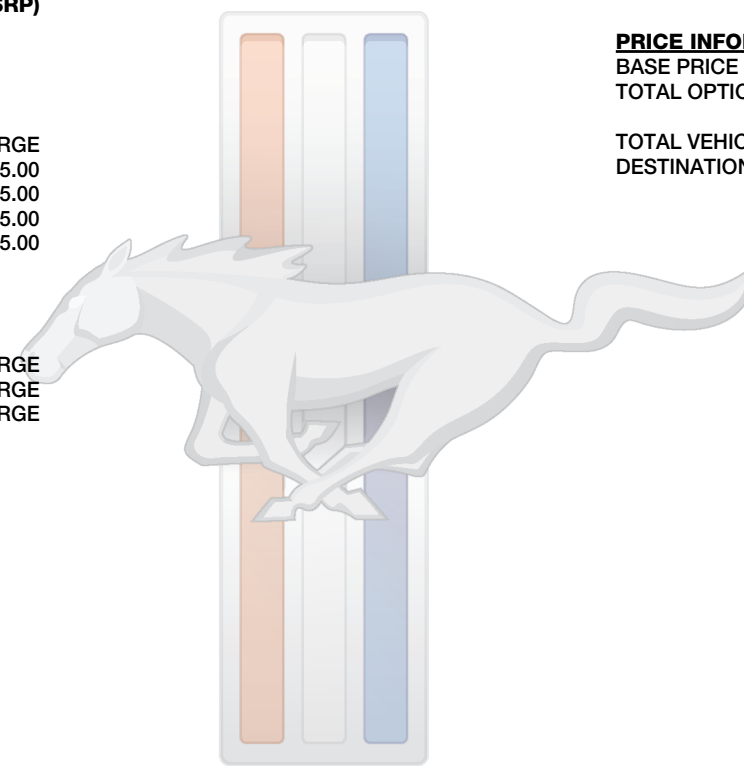 SRP)
RGE
5.00
5.00
5.00
5.00
RGE
RGE
RGE
PRICE INFO
BASE PRICE
TOTAL OPTIO
TOTAL VEHIC
DESTINATION